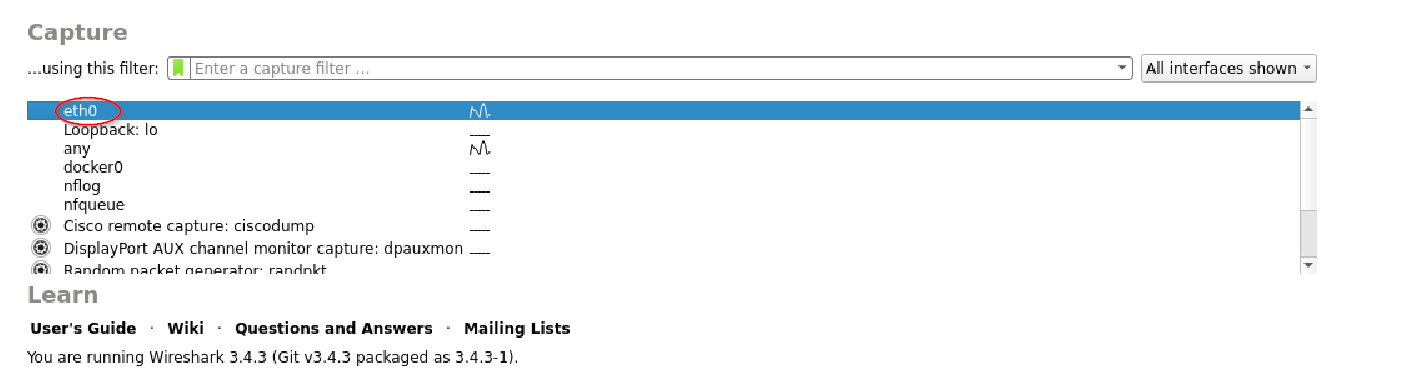 Capture
...using this filter: Enter a capture filter ... All interfaces shown
eth0
Loopback: lo
any
docker0
nflog
nfqueue
Cisco remote capture: ciscodump
DisplayPort AUX channel monitor capture: dpauxmon
Random packet generator: randpkt
Learn
User's Guide · Wiki · Questions and Answers · Mailing Lists
You are running Wireshark 3.4.3 (Git v3.4.3 packaged as 3.4.3-1).